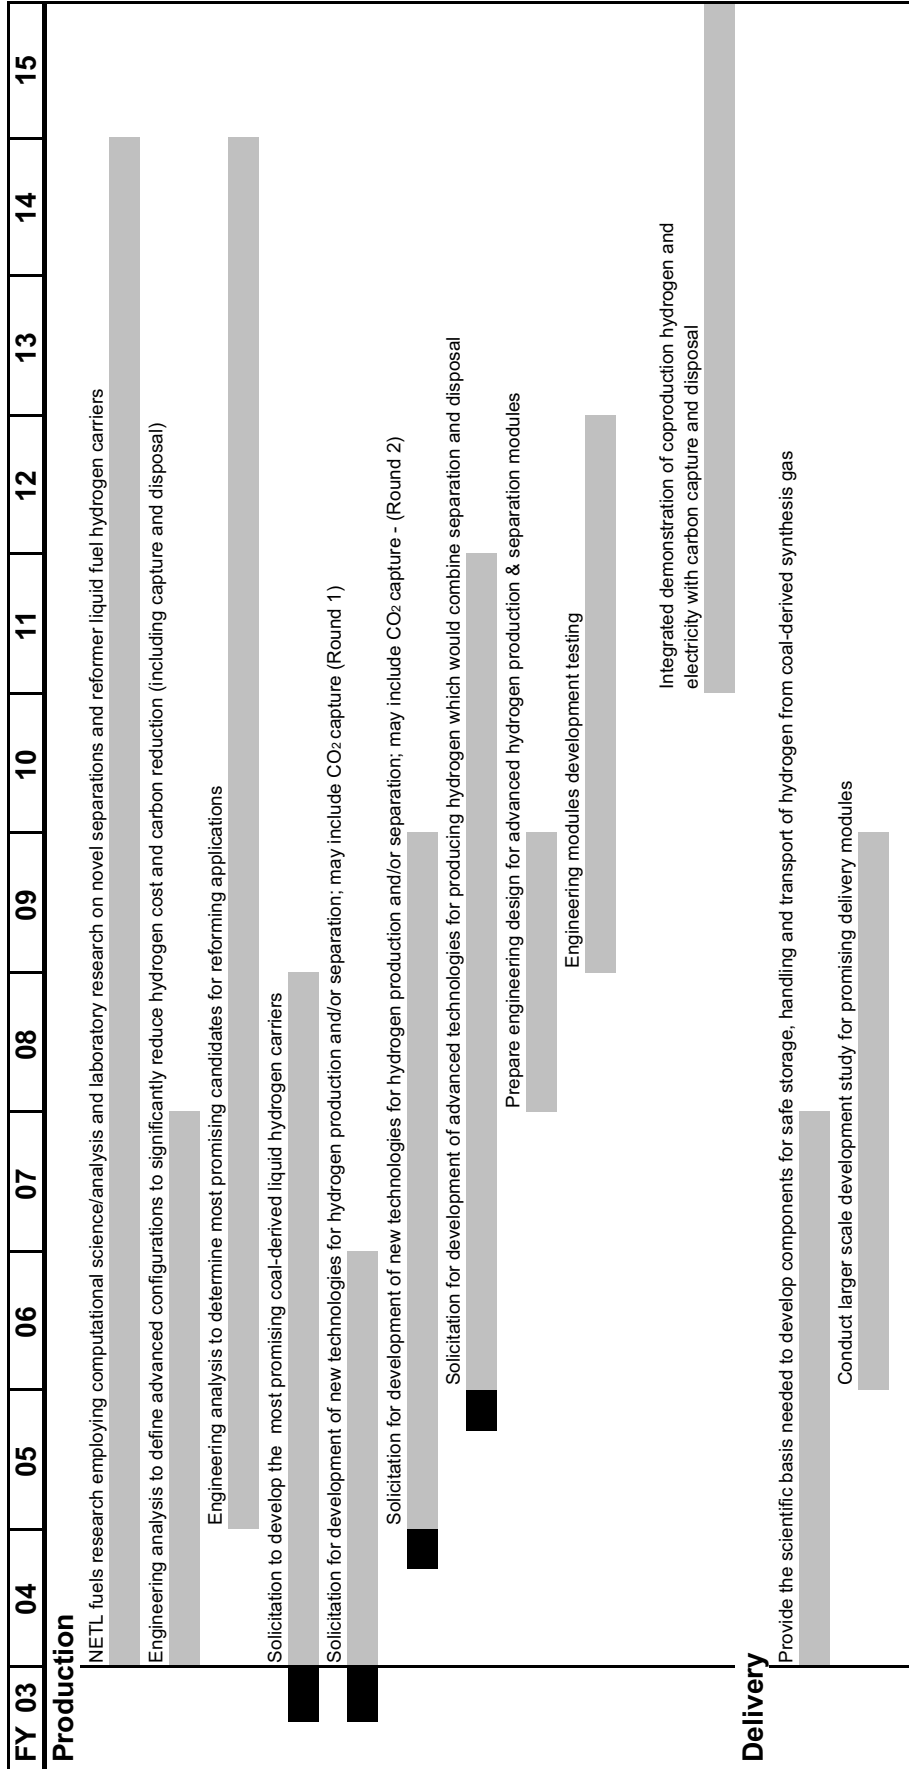 FY 03 04 05 06 07 08 09 10 11 12 13 14 15
Production
NETL fuels research employing computational science/analysis and laboratory research on novel separations and reformer liquid fuel hydrogen carriers
Engineering analysis to define advanced configurations to significantly reduce hydrogen cost and carbon reduction (including capture and disposal)
Engineering analysis to determine most promising candidates for reforming applications
Solicitation to develop the most promising coal-derived liquid hydrogen carriers
Solicitation for development of new technologies for hydrogen production and/or separation; may include CO2 capture (Round 1)
Solicitation for development of new technologies for hydrogen production and/or separation; may include CO2 capture - (Round 2)
Solicitation for development of advanced technologies for producing hydrogen which would combine separation and disposal
Prepare engineering design for advanced hydrogen production & separation modules
Engineering modules development testing
Integrated demonstration of coproduction hydrogen and
electricity with carbon capture and disposal
Delivery
Provide the scientific basis needed to develop components for safe storage, handling and transport of hydrogen from coal-derived synthesis gas
Conduct larger scale development study for promising delivery modules